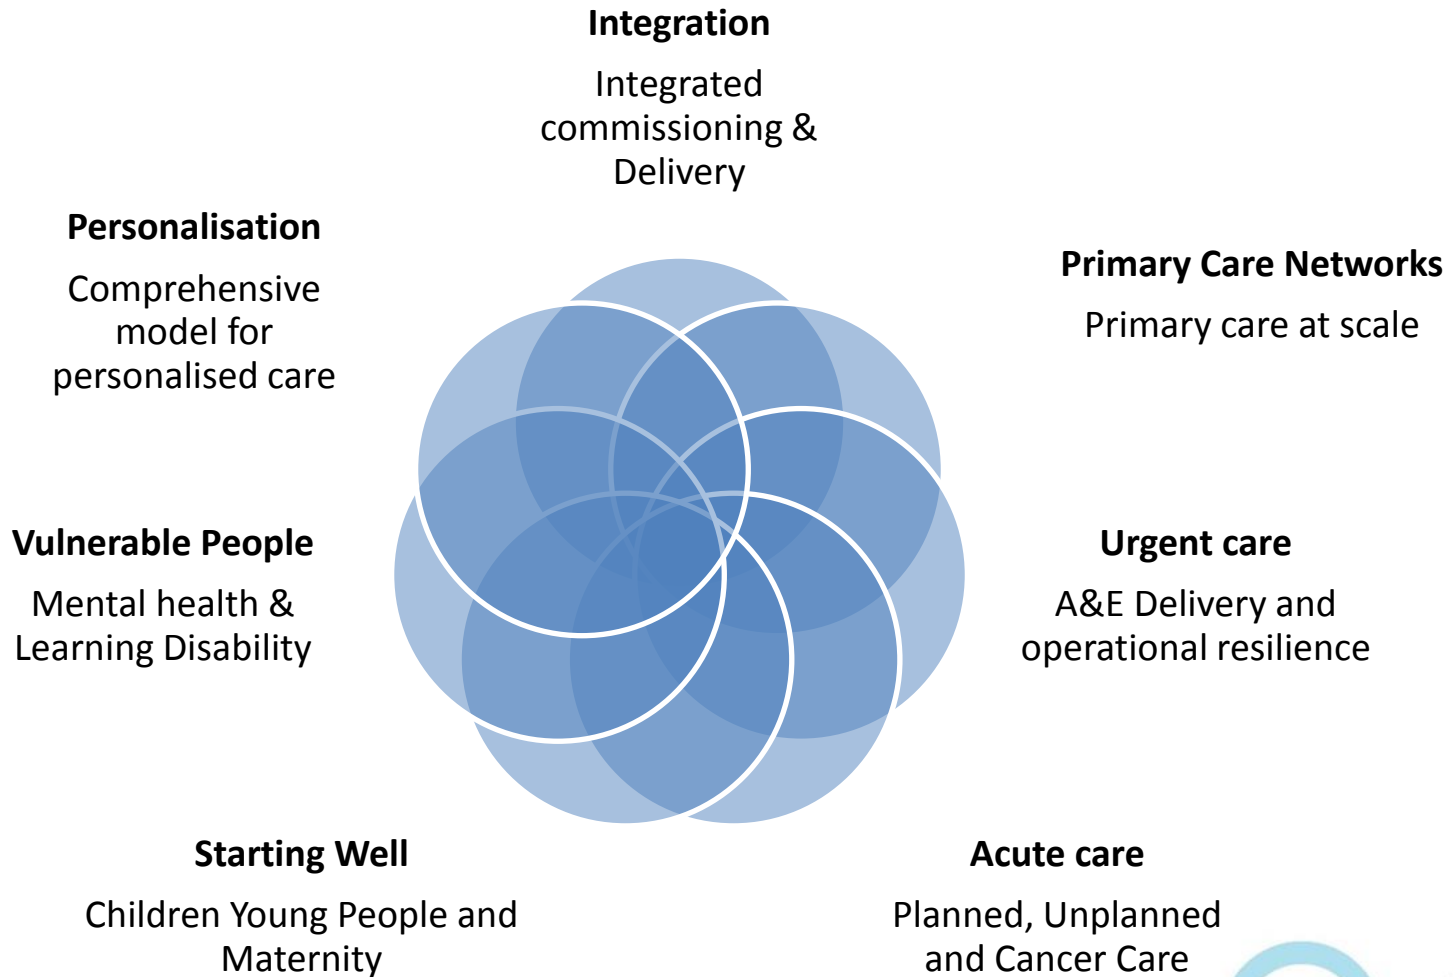 Integration
Integrated
commissioning &
Delivery
Primary Care Networks
Primary care at scale
Urgent care
A&E Delivery and
operational resilience
Acute care
Planned, Unplanned
and Cancer Care
Starting Well
Children Young People and
Maternity
Vulnerable People
Mental health &
Learning Disability
Personalisation
Comprehensive
model for
personalised care